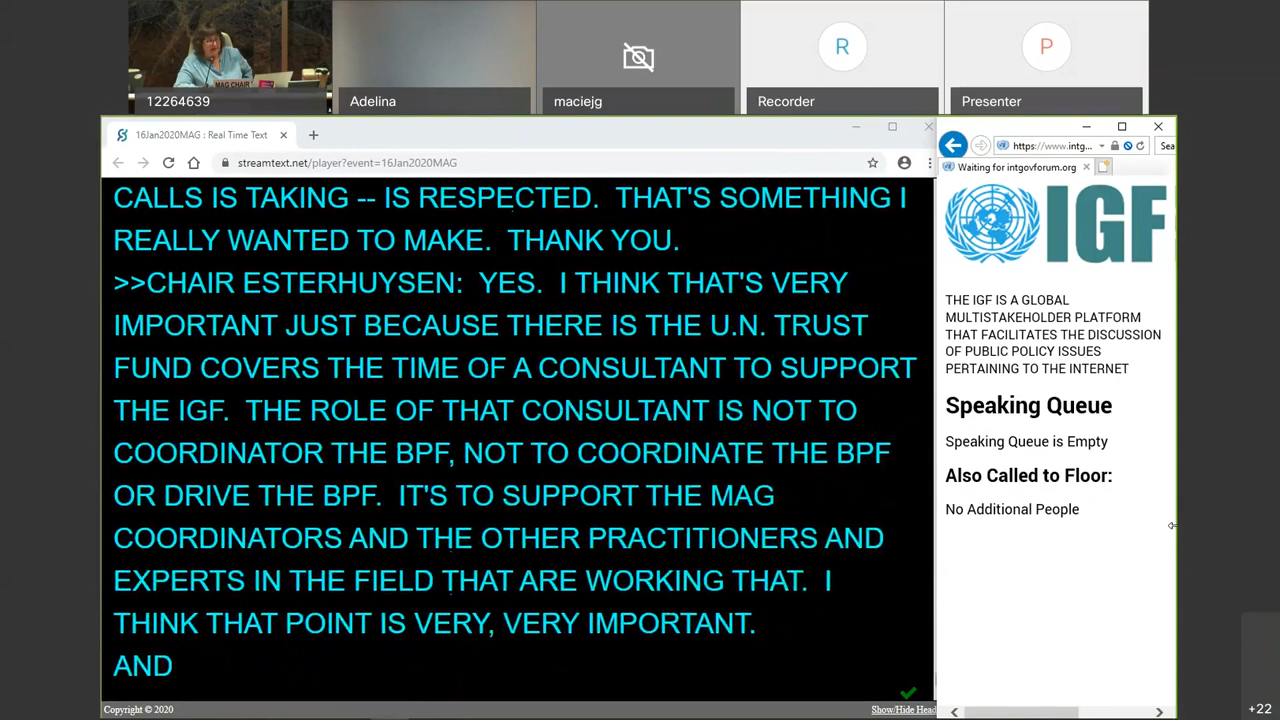 MAG CHAIR
12264639
Adelina
maciejg
R
Recorder
P
Presenter
16Jan2020MAG : Real Time Text
streamtext.net/player?event=16Jan2020MAG
CALLS IS TAKING -- IS RESPECTED.  THAT'S SOMETHING I
REALLY WANTED TO MAKE.  THANK YOU.
>>CHAIR ESTERHUYSEN:  YES.  I THINK THAT'S VERY
IMPORTANT JUST BECAUSE THERE IS THE U.N. TRUST
FUND COVERS THE TIME OF A CONSULTANT TO SUPPORT
THE IGF.  THE ROLE OF THAT CONSULTANT IS NOT TO
COORDINATOR THE BPF, NOT TO COORDINATE THE BPF
OR DRIVE THE BPF.  IT'S TO SUPPORT THE MAG
COORDINATORS AND THE OTHER PRACTITIONERS AND
EXPERTS IN THE FIELD THAT ARE WORKING THAT.  I
THINK THAT POINT IS VERY, VERY IMPORTANT.
AND
Copyright © 2020
Show/Hide Head
https://www.intg...
Sea
Waiting for intgovforum.org
IGF
THE IGF IS A GLOBAL
MULTISTAKEHOLDER PLATFORM
THAT FACILITATES THE DISCUSSION
OF PUBLIC POLICY ISSUES
PERTAINING TO THE INTERNET
Speaking Queue
Speaking Queue is Empty
Also Called to Floor:
No Additional People
+22